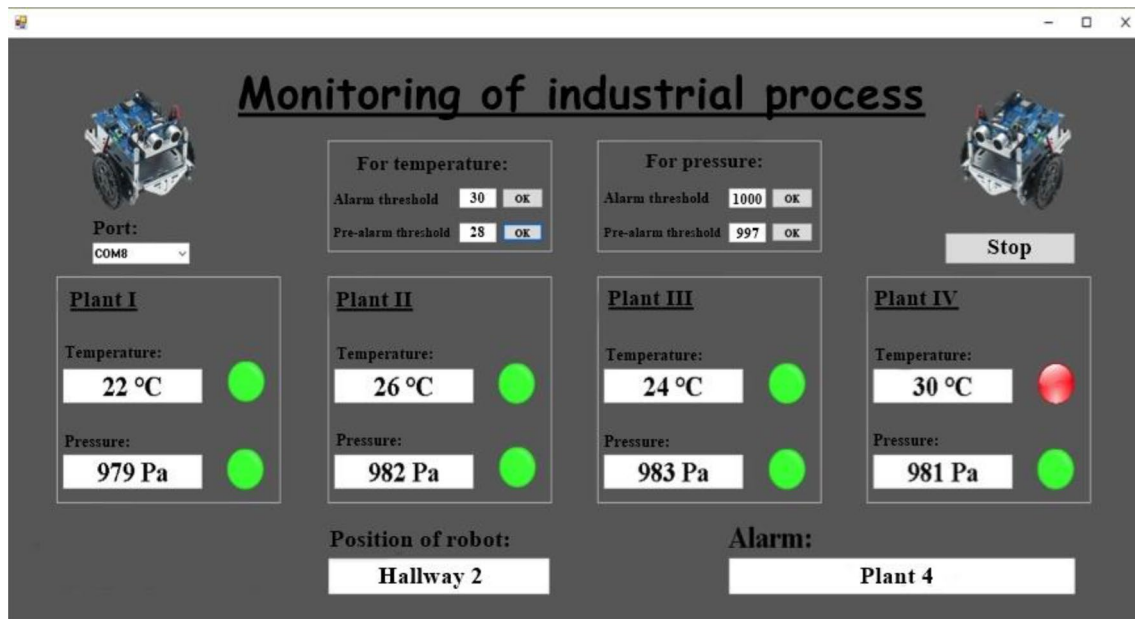 Monitoring of industrial process
For temperature:
Alarm threshold 30 OK
Pre-alarm threshold 28 OK
For pressure:
Alarm threshold 1000 OK
Pre-alarm threshold 997 OK
Port:
COM8
Stop
Plant I
Temperature:
22 °C
Pressure:
979 Pa
Plant II
Temperature:
26 °C
Pressure:
982 Pa
Plant III
Temperature:
24 °C
Pressure:
983 Pa
Plant IV
Temperature:
30 °C
Pressure:
981 Pa
Position of robot:
Hallway 2
Alarm:
Plant 4